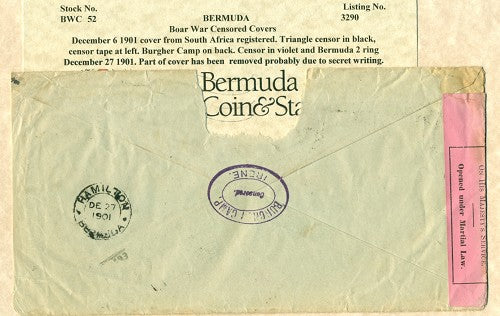 Stock No. BERMUDA Listing No.
BWC 52 3290
Boar War Censored Covers
December 6 1901 cover from South Africa registered. Triangle censor in black,
censor tape at left. Burgher Camp on back. Censor in violet and Bermuda 2 ring
December 27 1901. Part of cover has been removed probably due to secret writing.
Bermuda
Coin&Sta
ON HIS MAJESTY'S SERVICE.
Opened under Martial Law.
HAMILTON
DE 27
1901
BERMUDA
BURGHER CAMP
Censored.
IRENE.